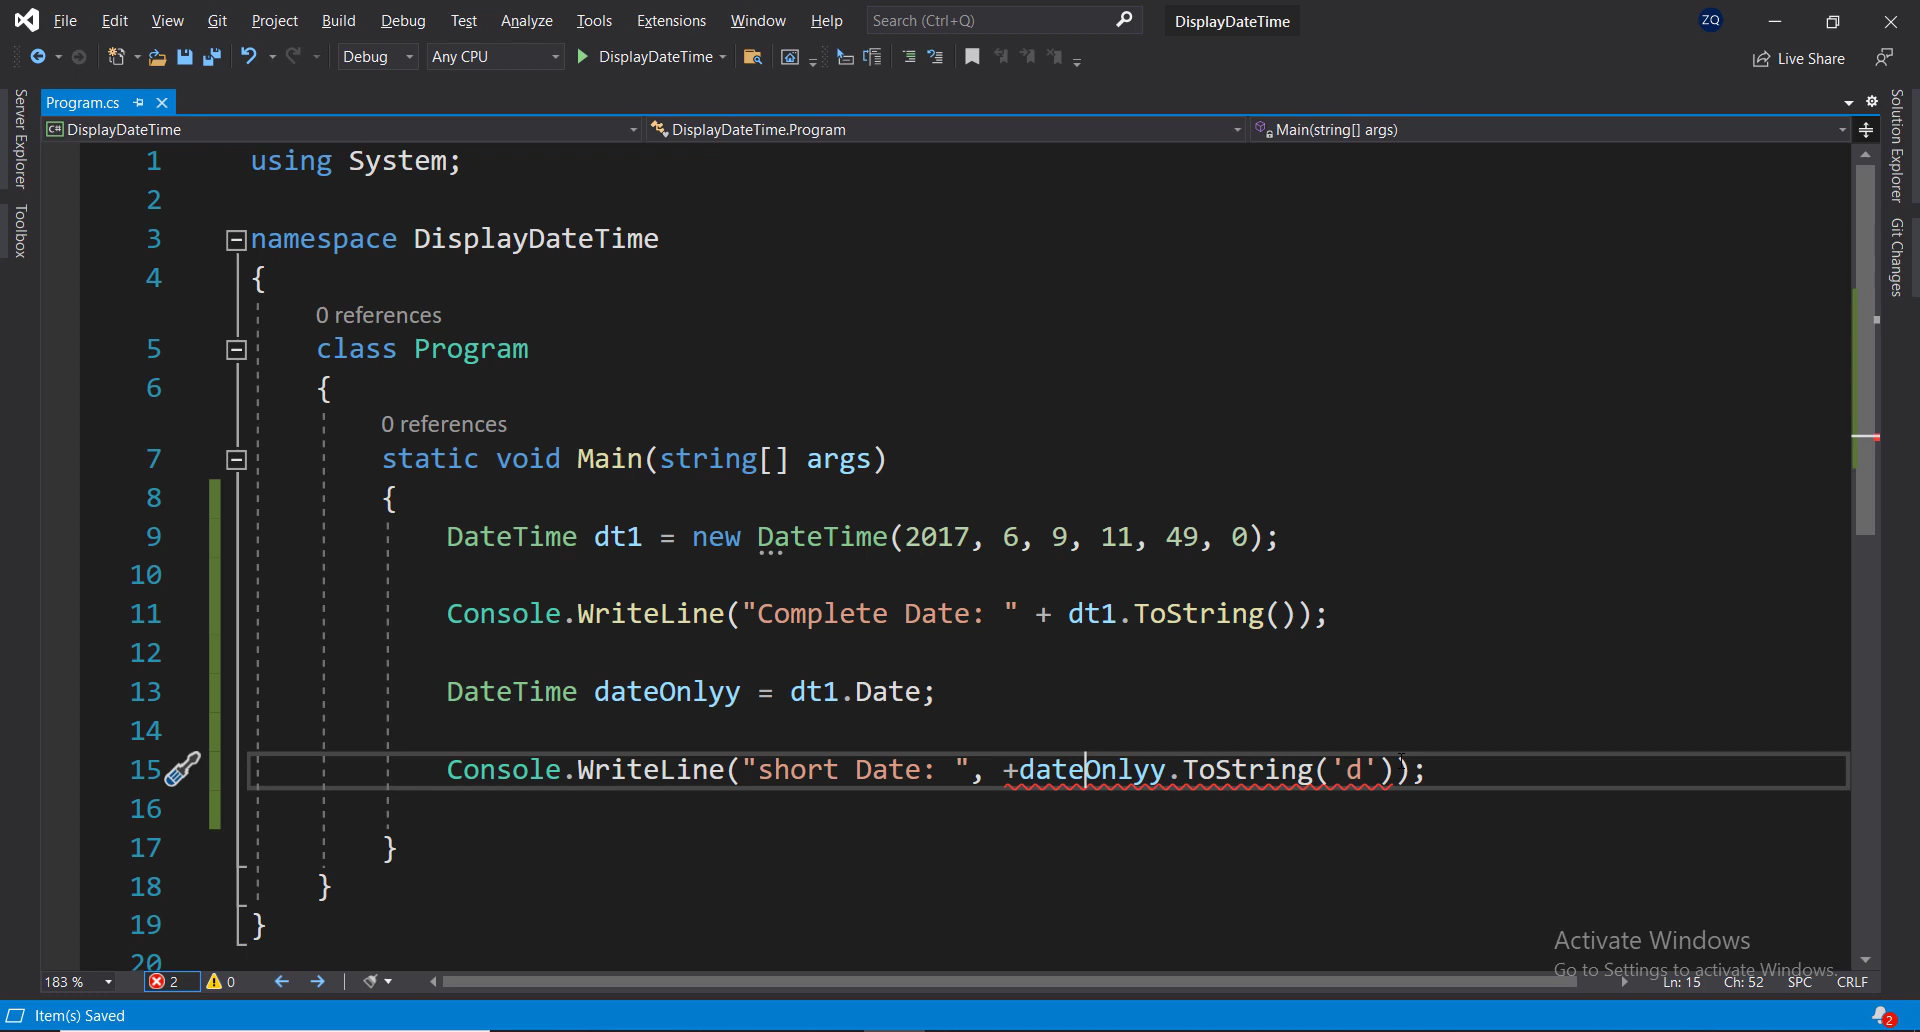 File Edit View Git Project Build Debug Test Analyze Tools Extensions Window Help Search (Ctrl+Q) DisplayDateTime ZQ
Debug Any CPU DisplayDateTime Live Share
Server Explorer
Toolbox
Program.cs
DisplayDateTime DisplayDateTime.Program Main(string[] args)
1 using System;
2
3 namespace DisplayDateTime
4 {
0 references
5 class Program
6 {
0 references
7 static void Main(string[] args)
8 {
9 DateTime dt1 = new DateTime(2017, 6, 9, 11, 49, 0);
10
11 Console.WriteLine("Complete Date: " + dt1.ToString());
12
13 DateTime dateOnlyy = dt1.Date;
14
15 Console.WriteLine("short Date: ", +dateOnlyy.ToString('d'));
16
17 }
18 }
19 }
20
Solution Explorer
Git Changes
Activate Windows
Go to Settings to activate Windows.
183 % 2 0 Ln: 15 Ch: 52 SPC CRLF
Item(s) Saved 2